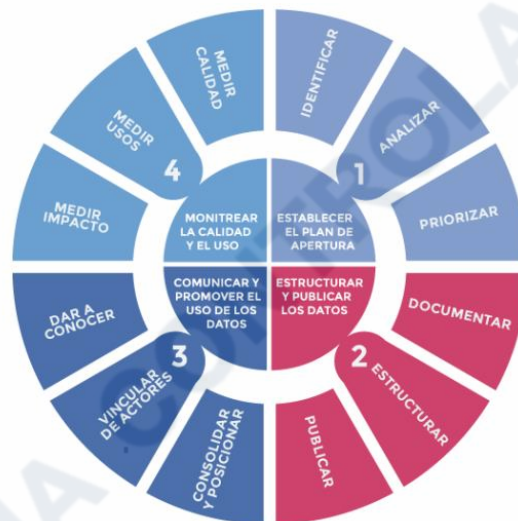 IDENTIFICAR
ANALIZAR
PRIORIZAR
1
ESTABLECER
EL PLAN DE
APERTURA
DOCUMENTAR
ESTRUCTURAR
PUBLICAR
2
ESTRUCTURAR
Y PUBLICAR
LOS DATOS
CONSOLIDAR
Y POSICIONAR
VINCULAR
DE ACTORES
DAR A
CONOCER
3
COMUNICAR Y
PROMOVER EL
USO DE LOS
DATOS
MEDIR
IMPACTO
MEDIR
USOS
MEDIR
CALIDAD
4
MONITREAR
LA CALIDAD
Y EL USO
CONTROLA